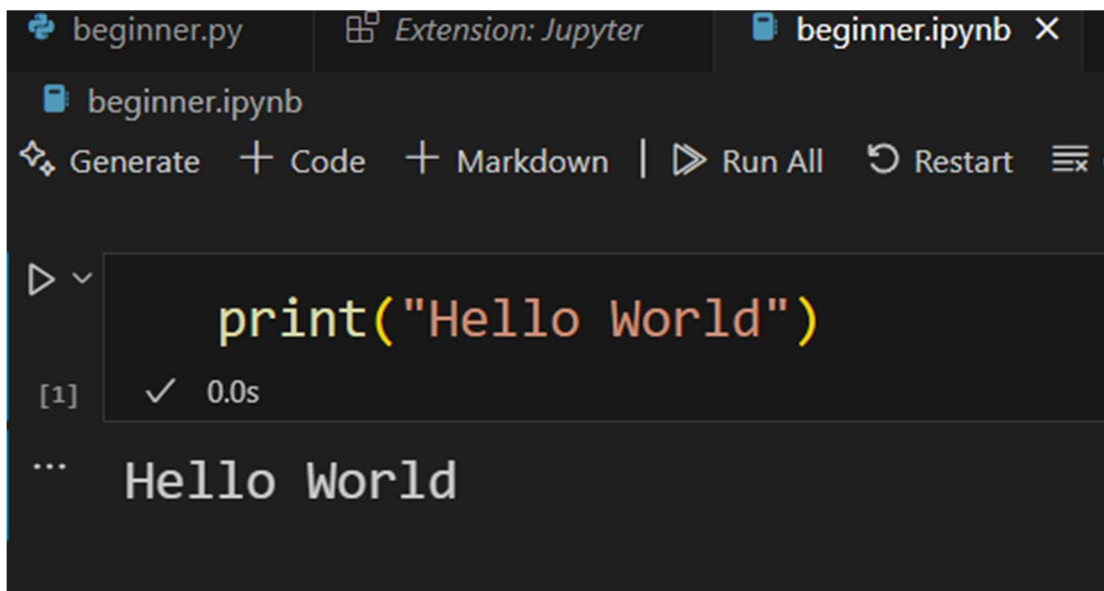 beginner.py Extension: Jupyter beginner.ipynb
beginner.ipynb
Generate + Code + Markdown | Run All Restart
print("Hello World")
[1] ✓ 0.0s
... Hello World